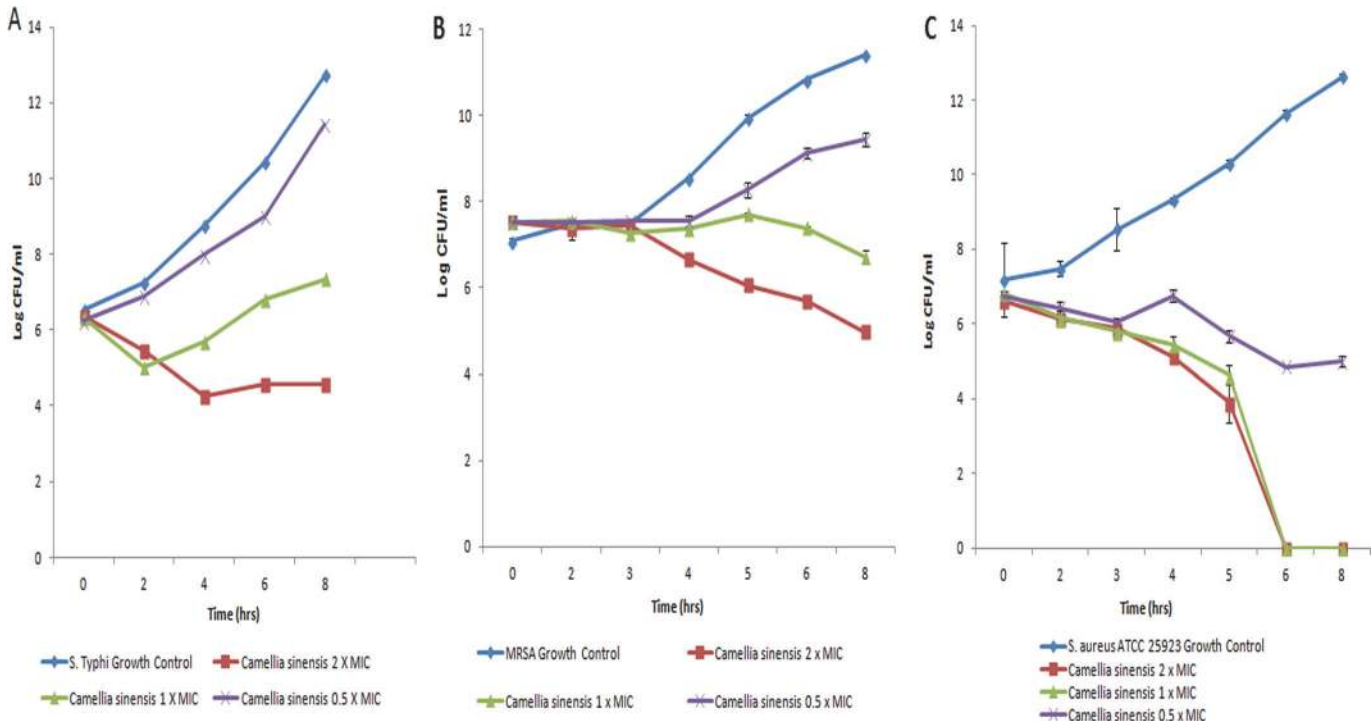 A
14
12
10
8
6
4
2
0
Log CFU/ml
0 2 4 6 8
Time (hrs)
S. Typhi Growth Control
Camellia sinensis 2 X MIC
Camellia sinensis 1 X MIC
Camellia sinensis 0.5 X MIC
B
12
10
8
6
4
2
0
Log CFU/ml
0 2 3 4 5 6 8
Time (hrs)
MRSA Growth Control
Camellia sinensis 2 x MIC
Camellia sinensis 1 x MIC
Camellia sinensis 0.5 x MIC
C
14
12
10
8
6
4
2
0
Log CFU/ml
0 2 3 4 5 6 8
Time (hrs)
S. aureus ATCC 25923 Growth Control
Camellia sinensis 2 x MIC
Camellia sinensis 1 x MIC
Camellia sinensis 0.5 x MIC